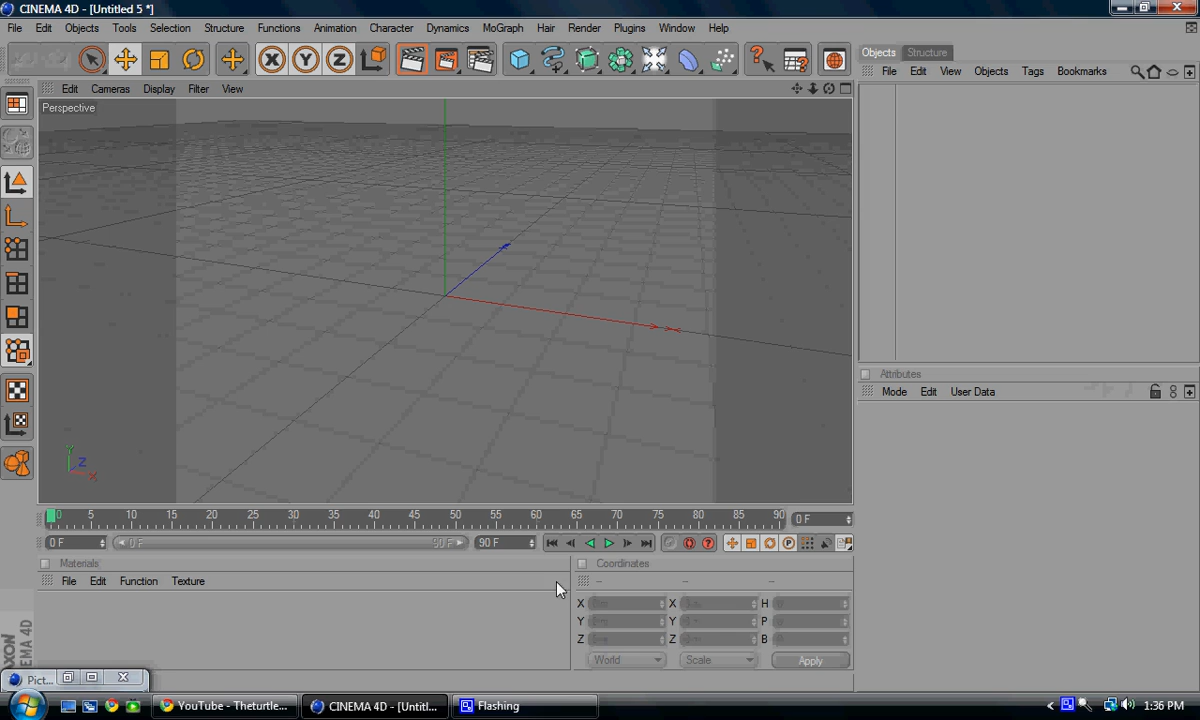 CINEMA 4D - [Untitled 5 *]
File Edit Objects Tools Selection Structure Functions Animation Character Dynamics MoGraph Hair Render Plugins Window Help
X Y Z
Objects Structure
File Edit View Objects Tags Bookmarks
Edit Cameras Display Filter View
Perspective
Y
Z
X
Attributes
Mode Edit User Data
0 5 10 15 20 25 30 35 40 45 50 55 60 65 70 75 80 85 90 0 F
0 F 0 F 90 F 90 F
Materials
File Edit Function Texture
Coordinates
-- -- --
X X H
Y Y P
Z Z B
World Scale Apply
MAXON CINEMA 4D
Pict...
YouTube - Theturtle... CINEMA 4D - [Untitl... Flashing 1:36 PM